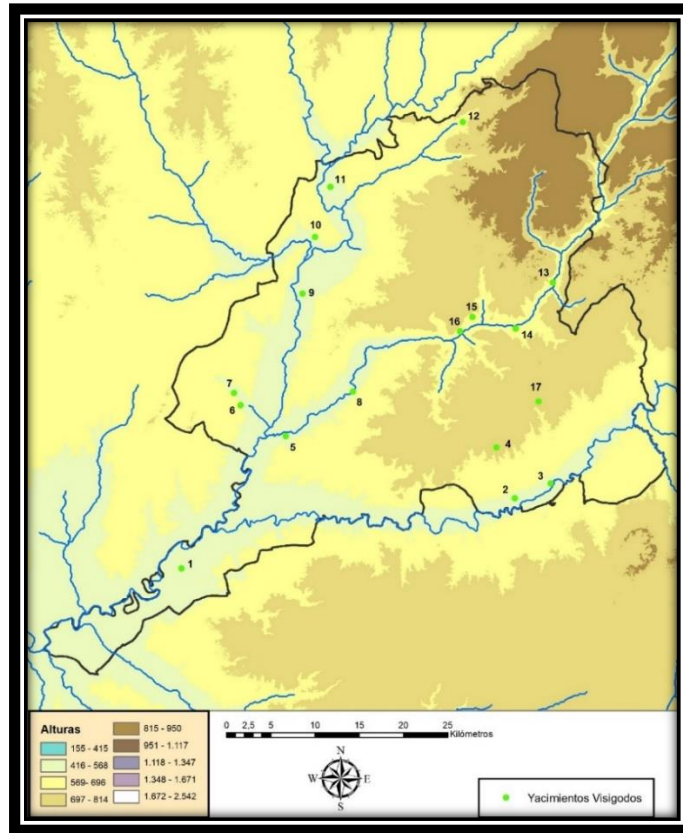 12
11
10
13
9
15
16
14
7
17
6
8
4
5
3
2
1
Alturas
155 - 415
416 - 568
569- 696
697 - 814
815 - 950
951 - 1.117
1.118 - 1.347
1.348 - 1.671
1.672 - 2.542
0 2,5 5 10 15 20 25
Kilómetros
N
W E
S
Yacimientos Visigodos